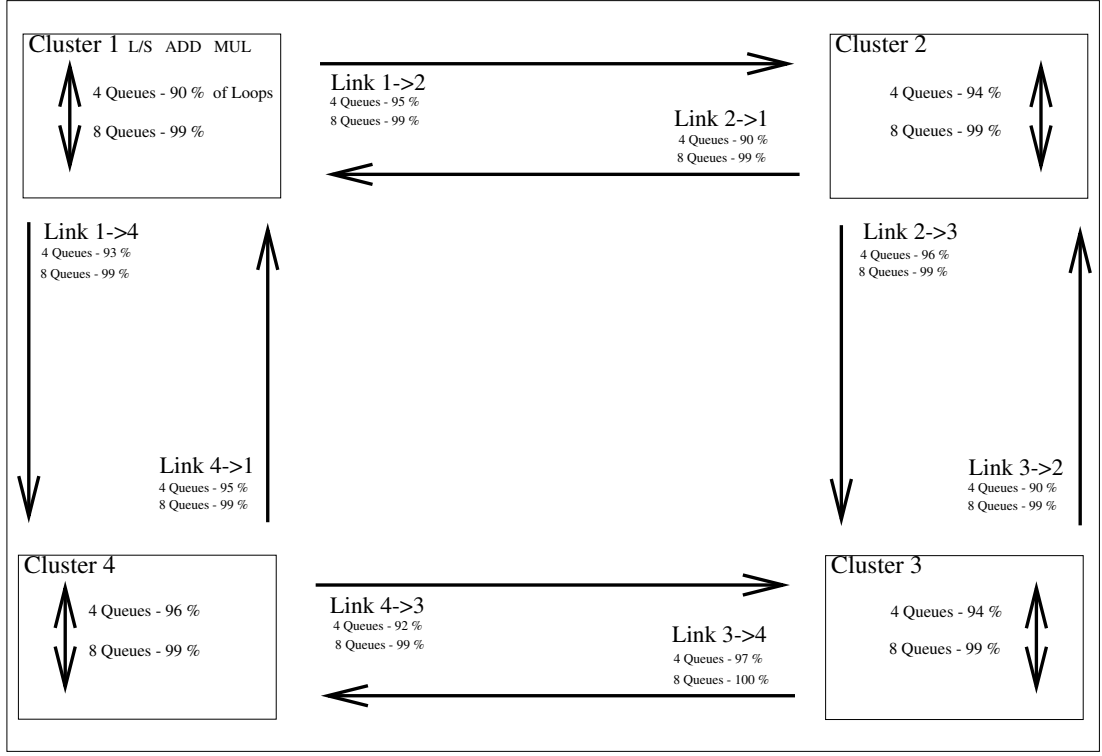 Cluster 1 L/S ADD MUL
4 Queues - 90 % of Loops
8 Queues - 99 %
Link 1->2
4 Queues - 95 %
8 Queues - 99 %
Link 2->1
4 Queues - 90 %
8 Queues - 99 %
Cluster 2
4 Queues - 94 %
8 Queues - 99 %
Link 1->4
4 Queues - 93 %
8 Queues - 99 %
Link 2->3
4 Queues - 96 %
8 Queues - 99 %
Link 4->1
4 Queues - 95 %
8 Queues - 99 %
Link 3->2
4 Queues - 90 %
8 Queues - 99 %
Cluster 4
4 Queues - 96 %
8 Queues - 99 %
Link 4->3
4 Queues - 92 %
8 Queues - 99 %
Link 3->4
4 Queues - 97 %
8 Queues - 100 %
Cluster 3
4 Queues - 94 %
8 Queues - 99 %